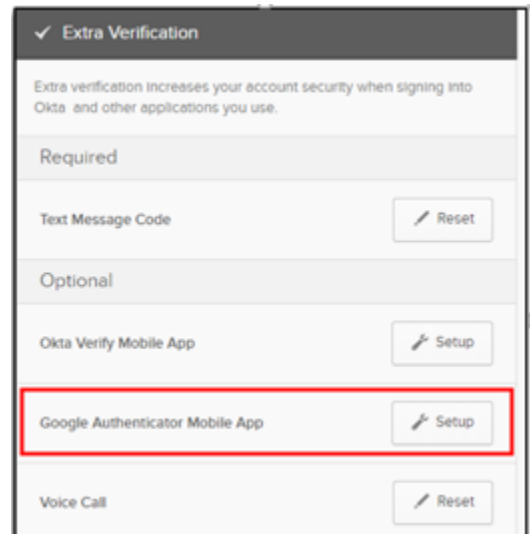 Extra Verification
Extra verification increases your account security when signing into
Okta and other applications you use.
Required
Text Message Code
Reset
Optional
Okta Verify Mobile App
Setup
Google Authenticator Mobile App
Setup
Voice Call
Reset